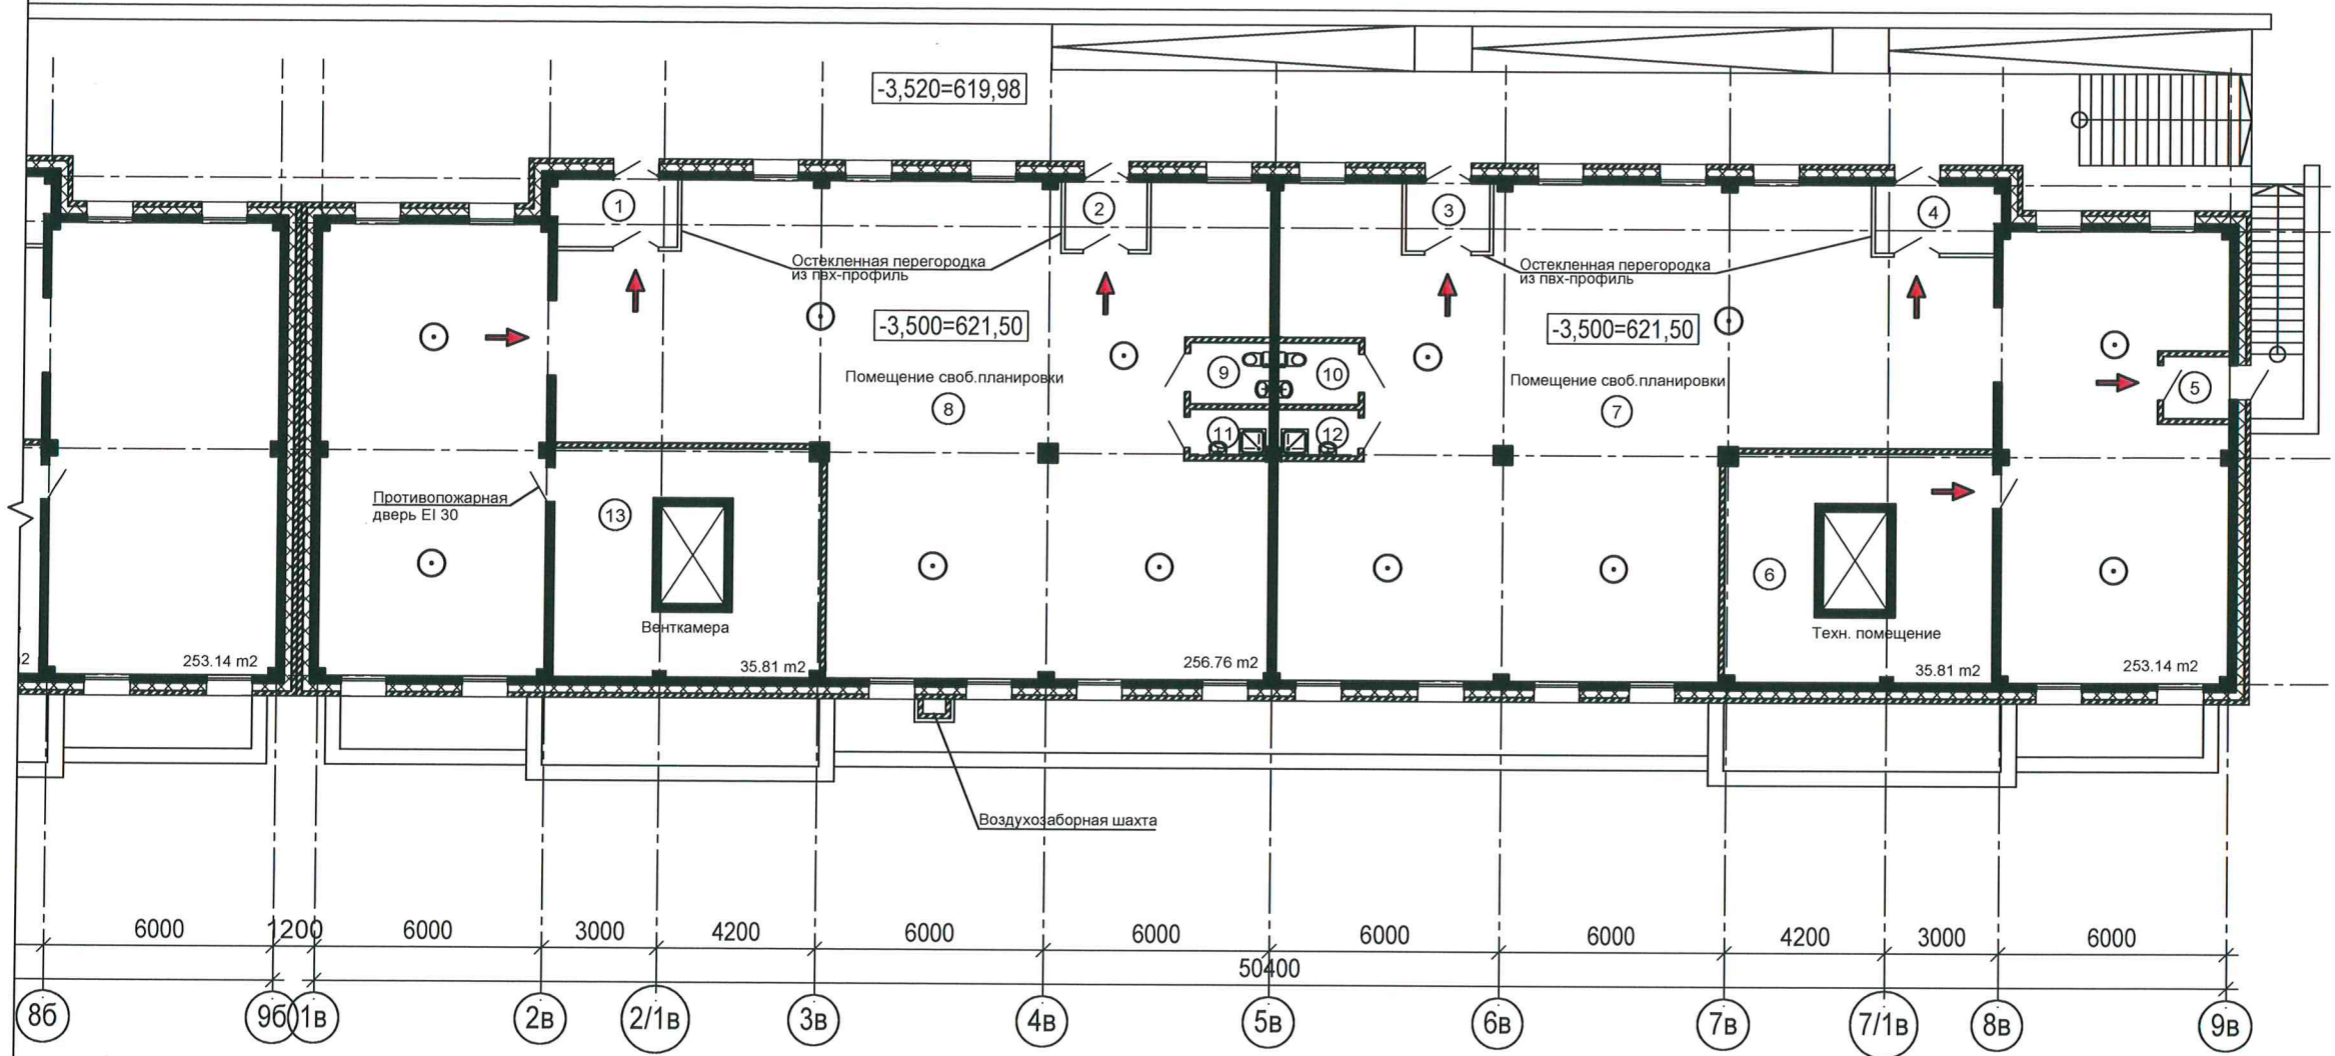 -3,520=619,98
1
2
3
4
Остекленная перегородка
из пвх-профиль
Остекленная перегородка
из пвх-профиль
-3,500=621,50
-3,500=621,50
Помещение своб.планировки
8
9
10
Помещение своб.планировки
7
5
11
12
Противопожарная
дверь EI 30
13
6
Венткамера
Техн. помещение
253.14 m2
35.81 m2
256.76 m2
35.81 m2
253.14 m2
Воздухозаборная шахта
6000
1200
6000
3000
4200
6000
6000
6000
6000
4200
3000
6000
50400
8б
9б
1в
2в
2/1в
3в
4в
5в
6в
7в
7/1в
8в
9в